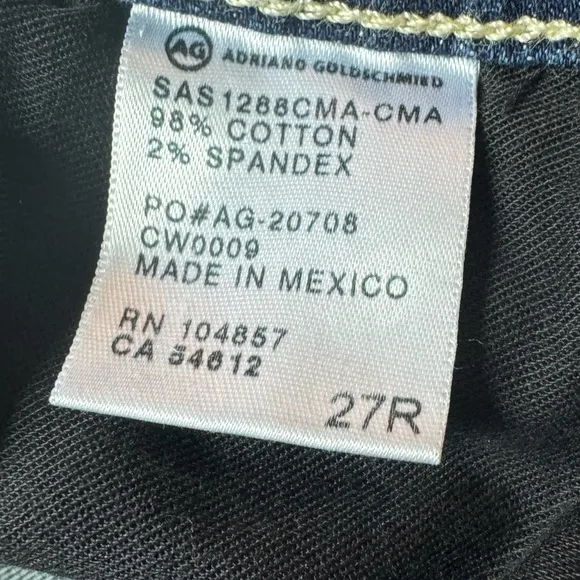 AG ADRIANO GOLDSCHMIED
SAS1288CMA-CMA
98% COTTON
2% SPANDEX
PO#AG-20708
CW0009
MADE IN MEXICO
RN 104857
CA 54612
27R